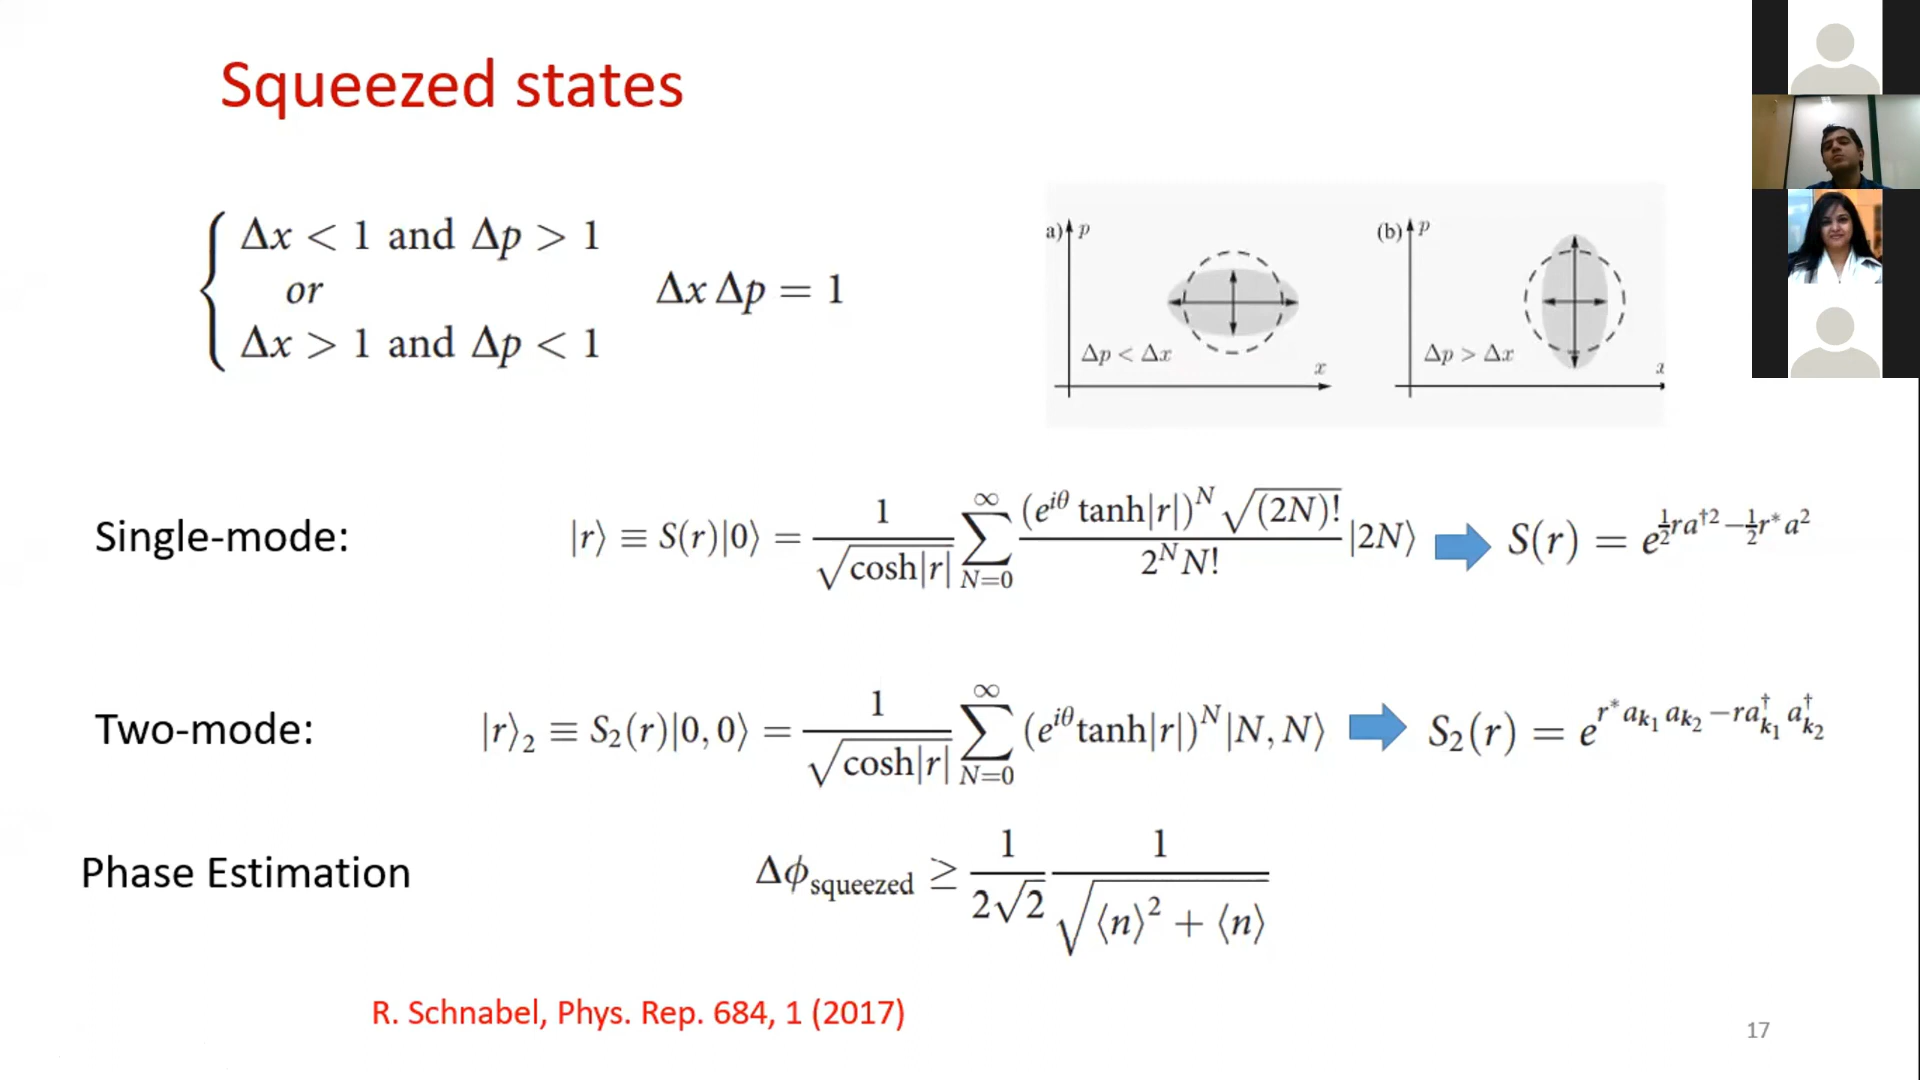 Squeezed states
Δx < 1 and Δp > 1
or
Δx > 1 and Δp < 1
Δx Δp = 1
a) p
Δp < Δx
x
(b) p
Δp > Δx
Single-mode:
|r⟩ ≡ S(r)|0⟩ = 1/√cosh|r| ∑_{N=0}^{∞} (e^{iθ} tanh|r|)^N √(2N)! / 2^N N! |2N⟩ S(r) = e^{½ra^{†2}−½r*a^2}
Two-mode:
|r⟩₂ ≡ S₂(r)|0,0⟩ = 1/√cosh|r| ∑_{N=0}^{∞} (e^{iθ}tanh|r|)^N |N,N⟩ S₂(r) = e^{r*a_{k₁}a_{k₂}−ra†_{k₁}a†_{k₂}}
Phase Estimation
Δϕ_squeezed ≥ 1/2√2 1/√⟨n⟩² + ⟨n⟩
R. Schnabel, Phys. Rep. 684, 1 (2017)
17